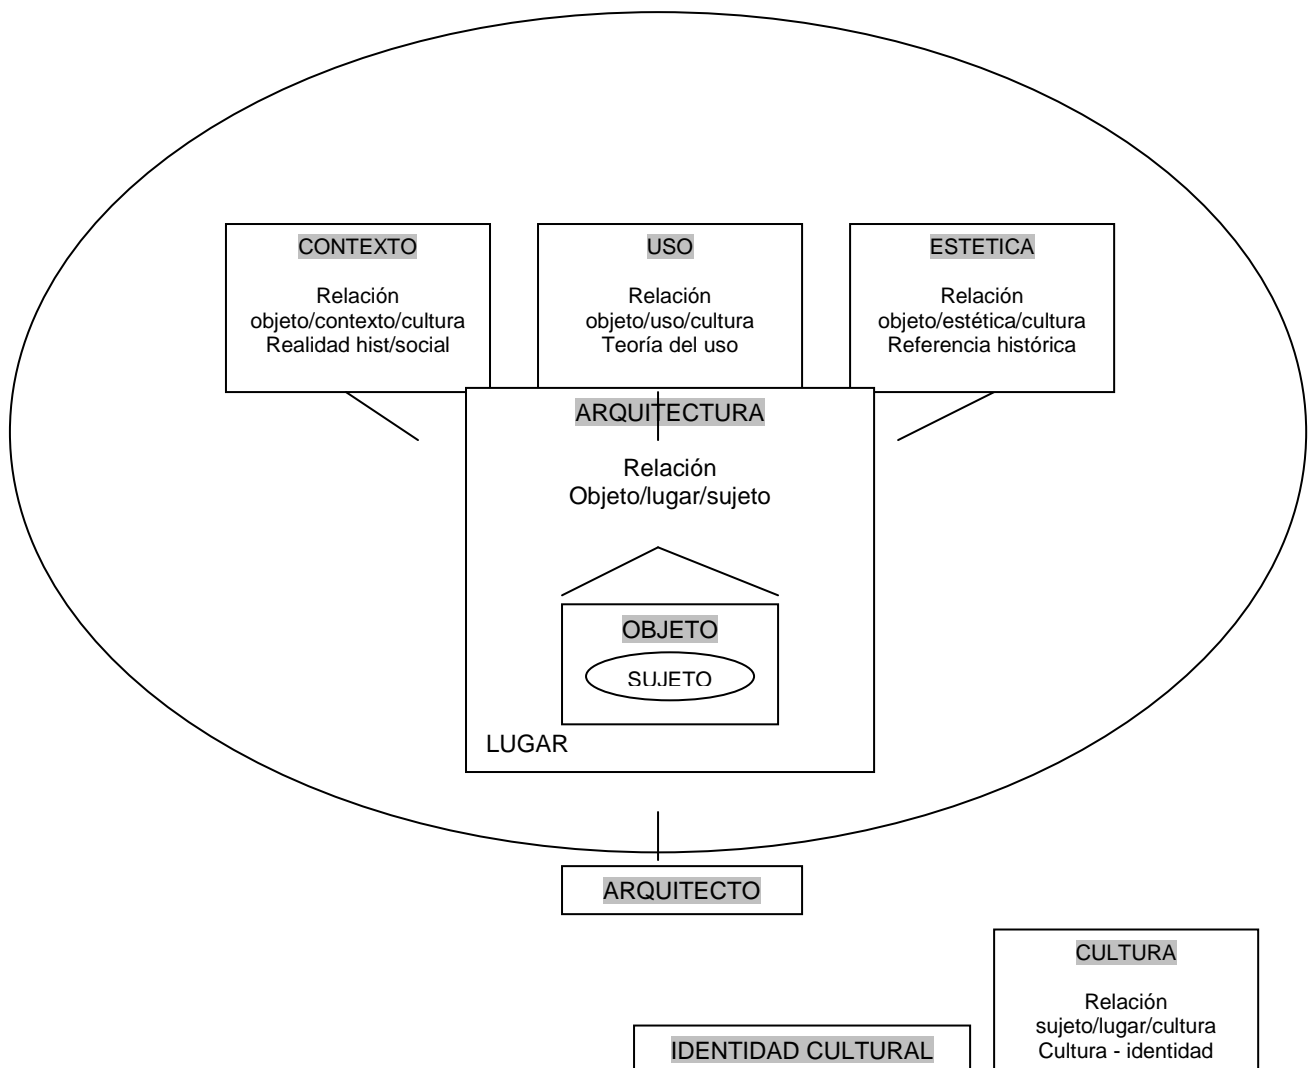 CONTEXTO
Relación
objeto/contexto/cultura
Realidad hist/social
USO
Relación
objeto/uso/cultura
Teoría del uso
ESTETICA
Relación
objeto/estética/cultura
Referencia histórica
ARQUITECTURA
Relación
Objeto/lugar/sujeto
OBJETO
SUJETO
LUGAR
ARQUITECTO
CULTURA
Relación
sujeto/lugar/cultura
Cultura - identidad
IDENTIDAD CULTURAL